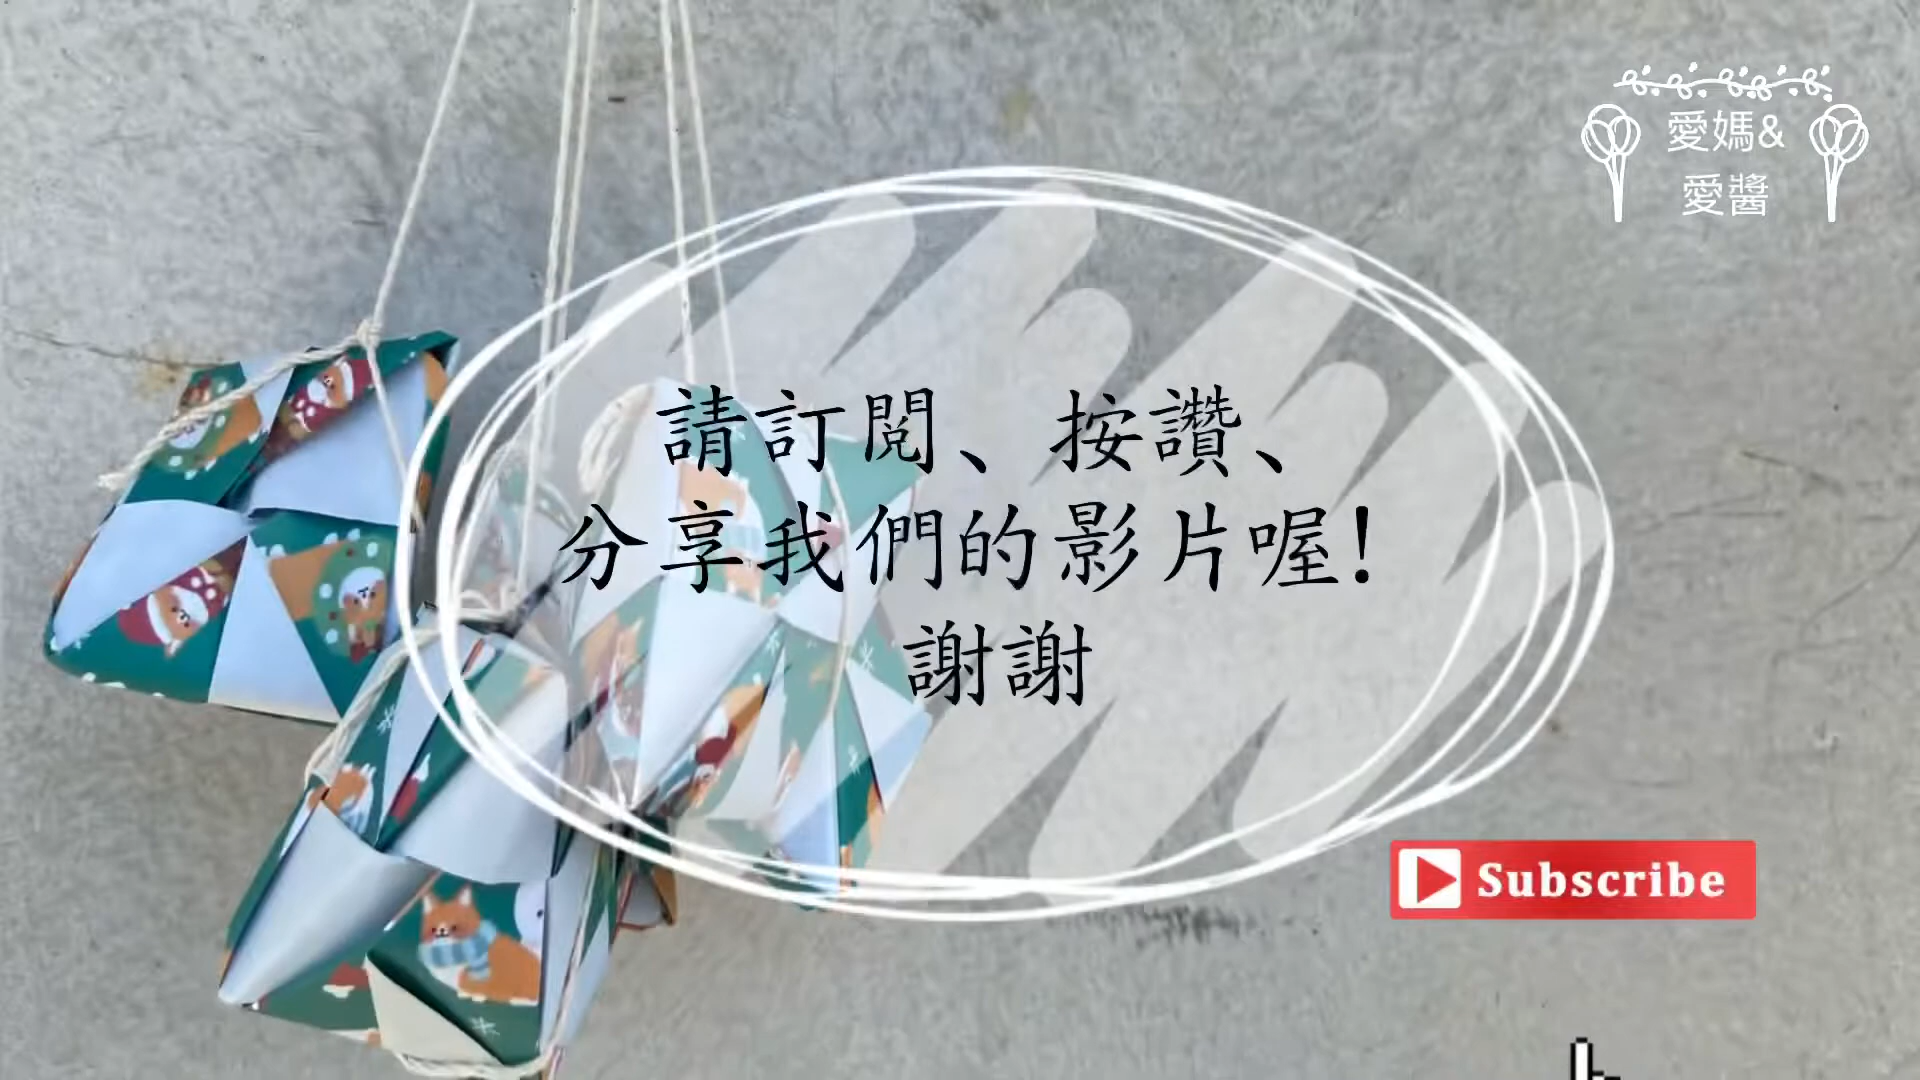 愛媽&
愛醬
請訂閱、按讚、
分享我們的影片喔!
謝謝
Subscribe